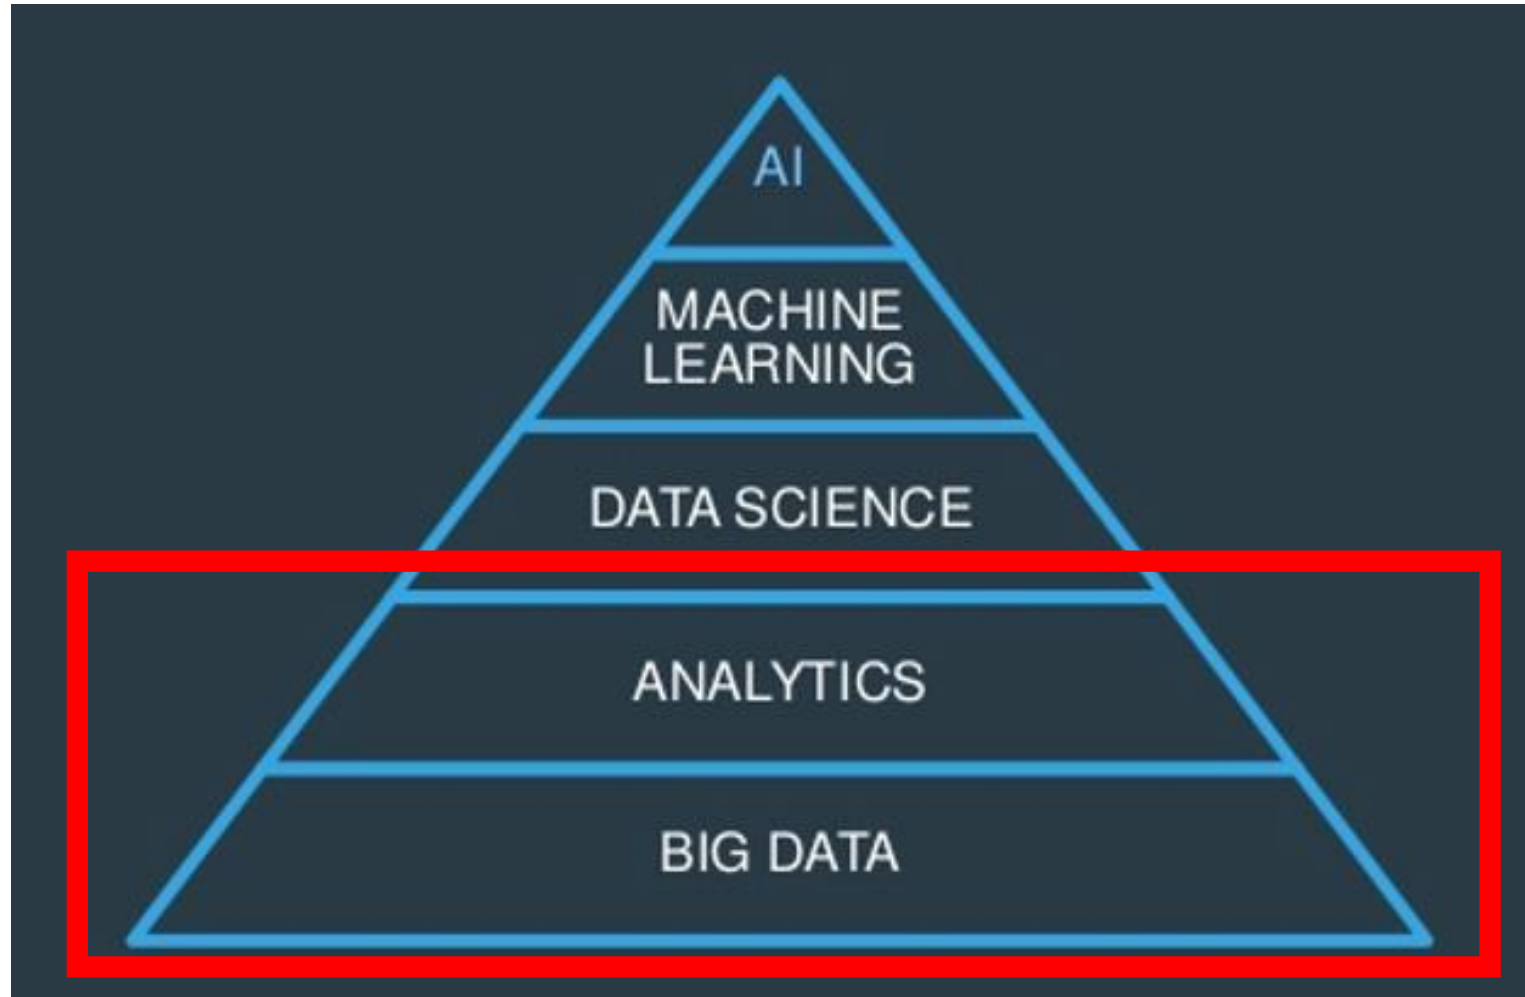 AI
MACHINE
LEARNING
DATA SCIENCE
ANALYTICS
BIG DATA